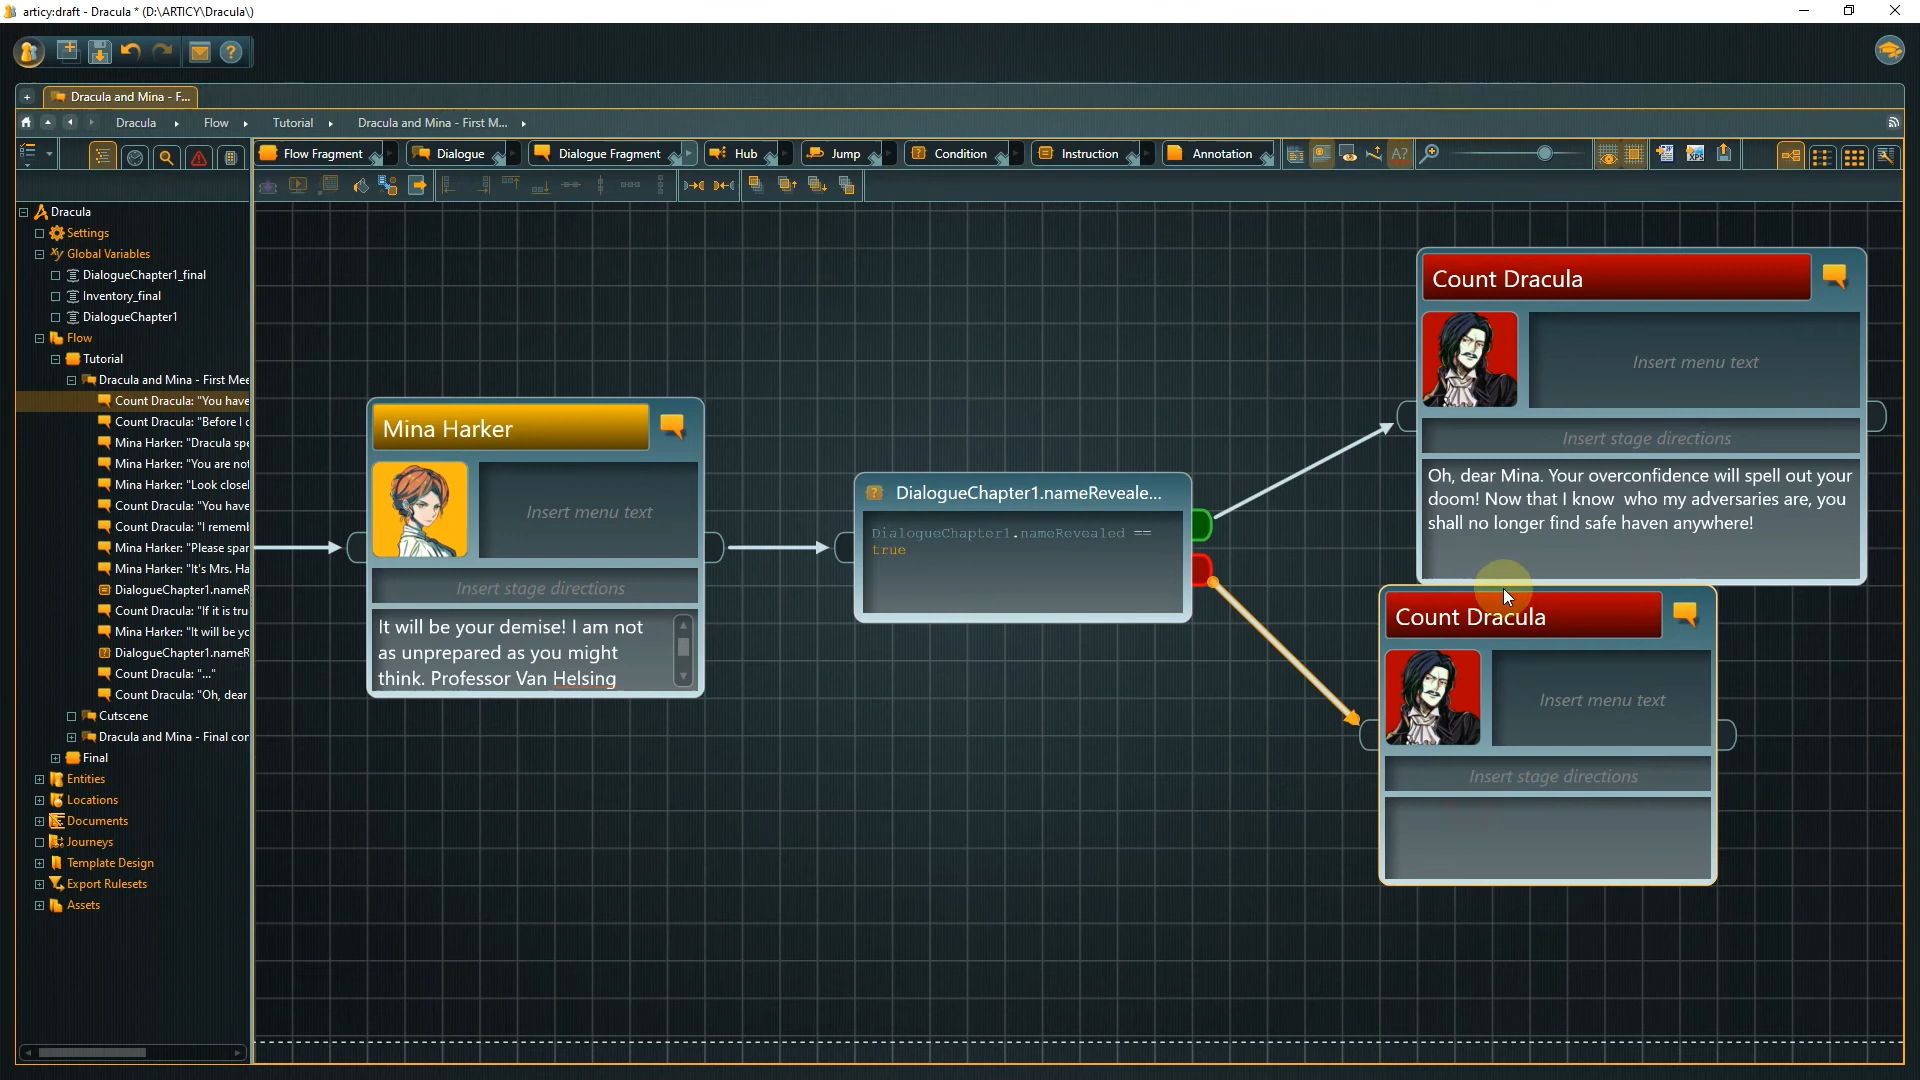 articy:draft - Dracula * (D:\ARTICY\Dracula\)
Dracula and Mina - F...
Dracula
Flow
Tutorial
Dracula and Mina - First M...
Flow Fragment
Dialogue
Dialogue Fragment
Hub
Jump
Condition
Instruction
Annotation
Dracula
Settings
Global Variables
DialogueChapter1_final
Inventory_final
DialogueChapter1
Flow
Tutorial
Dracula and Mina - First Mee
Count Dracula: "You have
Count Dracula: "Before I c
Mina Harker: "Dracula spe
Mina Harker: "You are not
Mina Harker: "Look closel
Count Dracula: "You have
Count Dracula: "I rememb
Mina Harker: "Please spar
Mina Harker: "It's Mrs. Ha
DialogueChapter1.nameR
Count Dracula: "If it is tru
Mina Harker: "It will be yo
DialogueChapter1.nameR
Count Dracula: "..."
Count Dracula: "Oh, dear
Cutscene
Dracula and Mina - Final cor
Final
Entities
Locations
Documents
Journeys
Template Design
Export Rulesets
Assets
Mina Harker
Insert menu text
Insert stage directions
It will be your demise! I am not
as unprepared as you might
think. Professor Van Helsing
DialogueChapter1.nameReveale...
DialogueChapter1.nameRevealed ==
true
Count Dracula
Insert menu text
Insert stage directions
Oh, dear Mina. Your overconfidence will spell out your
doom! Now that I know who my adversaries are, you
shall no longer find safe haven anywhere!
Count Dracula
Insert menu text
Insert stage directions